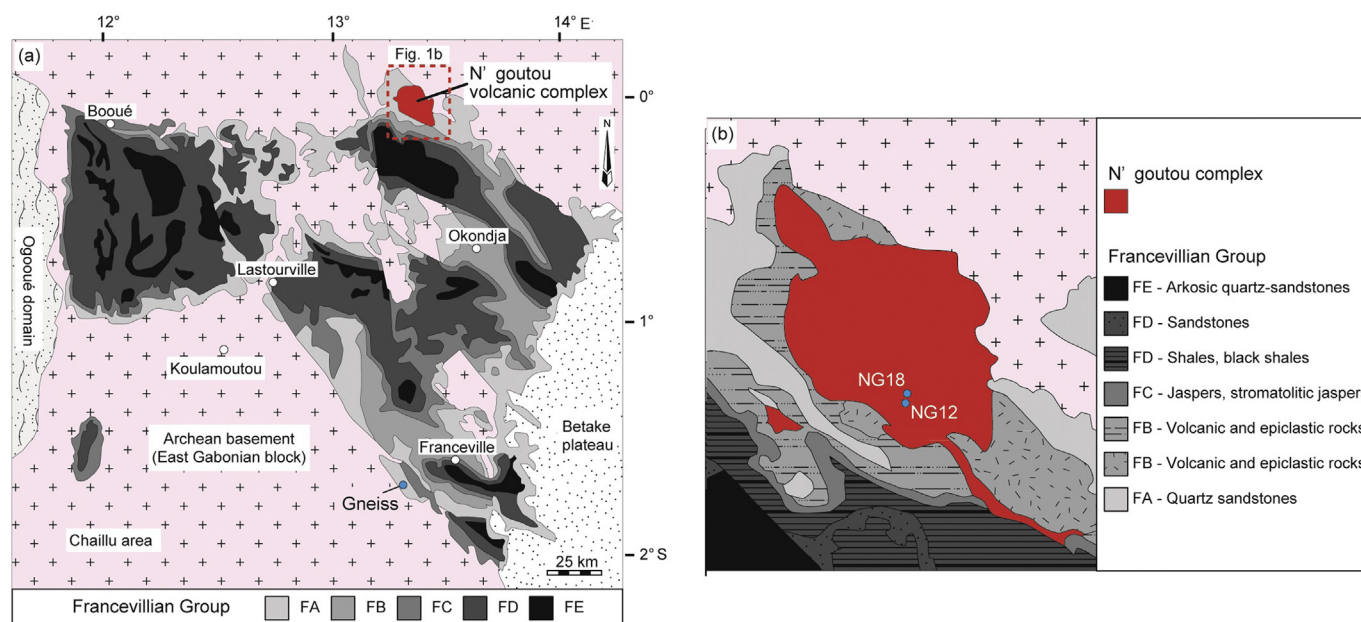 12°
13°
14° E
(a)
Fig. 1b
N' goutou
volcanic complex
0°
N
Booué
Ogooué domain
Okondja
Lastourville
1°
Koulamoutou
Betake
plateau
Archean basement
(East Gabonian block)
Franceville
Gneiss
Chaillu area
2° S
25 km
Francevillian Group
FA
FB
FC
FD
FE
(b)
NG18
NG12
N' goutou complex
Francevillian Group
FE - Arkosic quartz-sandstones
FD - Sandstones
FD - Shales, black shales
FC - Jaspers, stromatolitic jasper
FB - Volcanic and epiclastic rocks
FB - Volcanic and epiclastic rocks
FA - Quartz sandstones